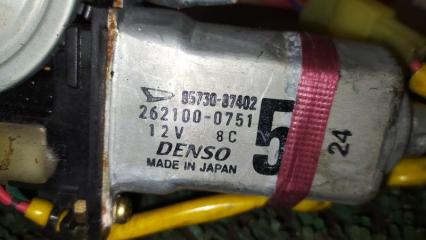 85730-87402
262100-0751
12V 8C
DENSO
MADE IN JAPAN
5
24